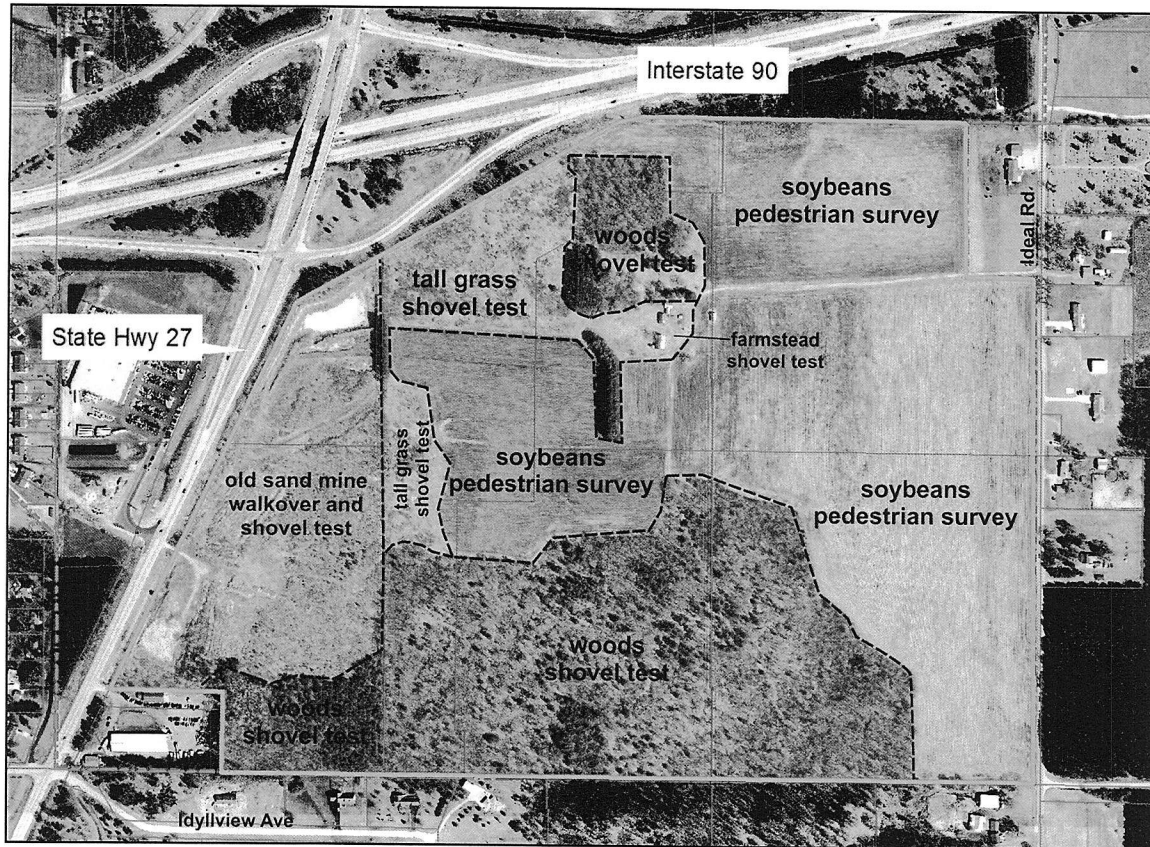 Interstate 90
soybeans
pedestrian survey
Ideal Rd
woods
shovel test
tall grass
shovel test
State Hwy 27
farmstead
shovel test
tall grass
shovel test
old sand mine
walkover and
shovel test
soybeans
pedestrian survey
soybeans
pedestrian survey
woods
shovel test
woods
shovel test
Idyllview Ave